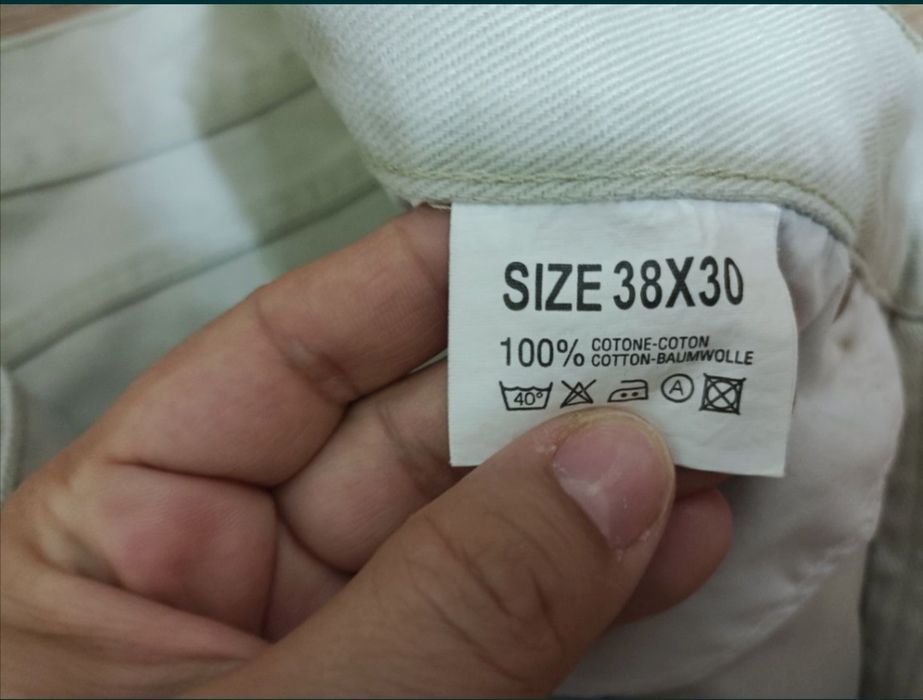 SIZE 38X30
100% COTONE-COTON
COTTON-BAUMWOLLE
40° A